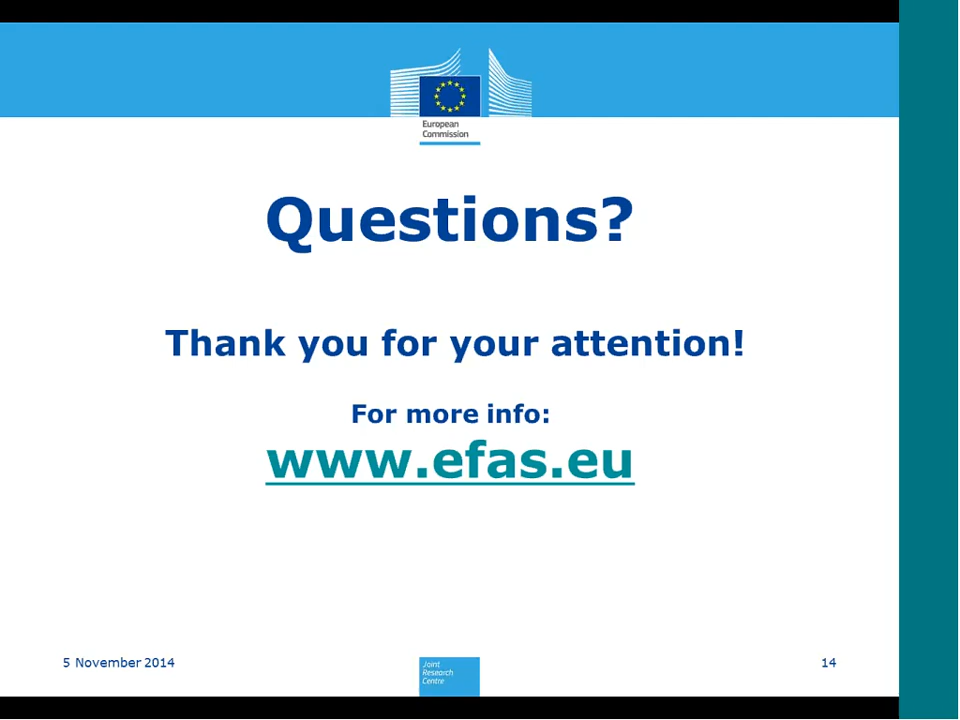 European
Commission
Questions?
Thank you for your attention!
For more info:
www.efas.eu
5 November 2014
Joint
Research
Centre
14